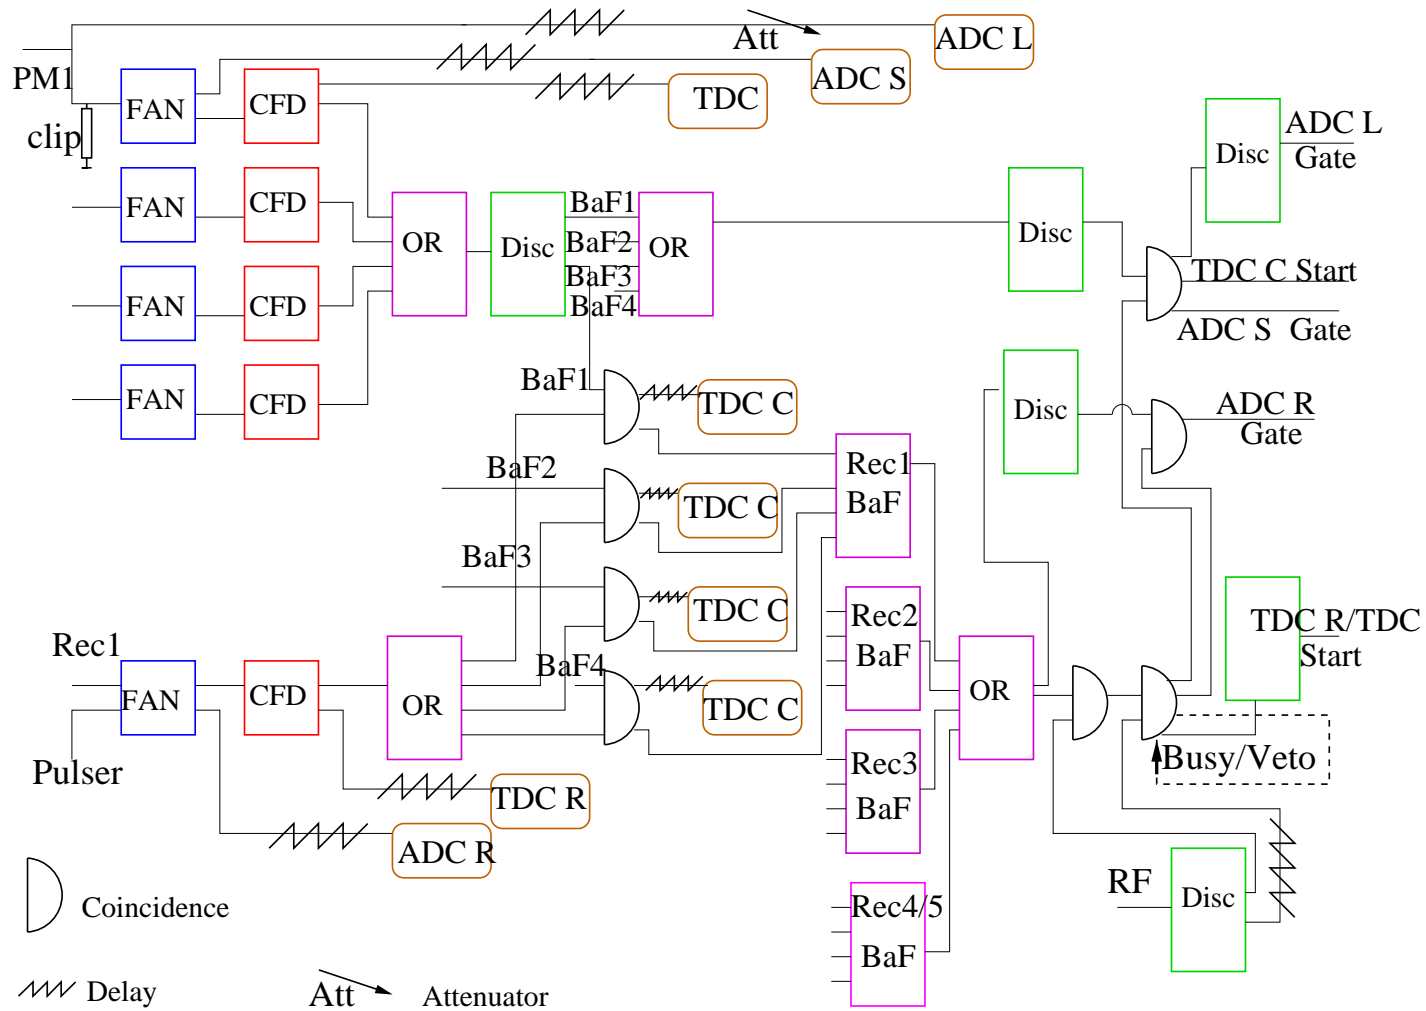 Att
ADC L
PM1
ADC S
TDC
FAN
CFD
clip
ADC L
Gate
Disc
FAN
CFD
OR
Disc
BaF1
BaF2
BaF3
BaF4
OR
Disc
TDC C Start
ADC S Gate
FAN
CFD
FAN
CFD
BaF1
TDC C
Disc
ADC R
Gate
BaF2
TDC C
Rec1
BaF
BaF3
TDC C
Rec2
BaF
TDC R/TDC
Start
Rec1
FAN
CFD
OR
BaF4
TDC C
OR
Pulser
TDC R
ADC R
Rec3
BaF
Busy/Veto
Rec4/5
BaF
RF
Disc
Coincidence
Delay
Att
Attenuator